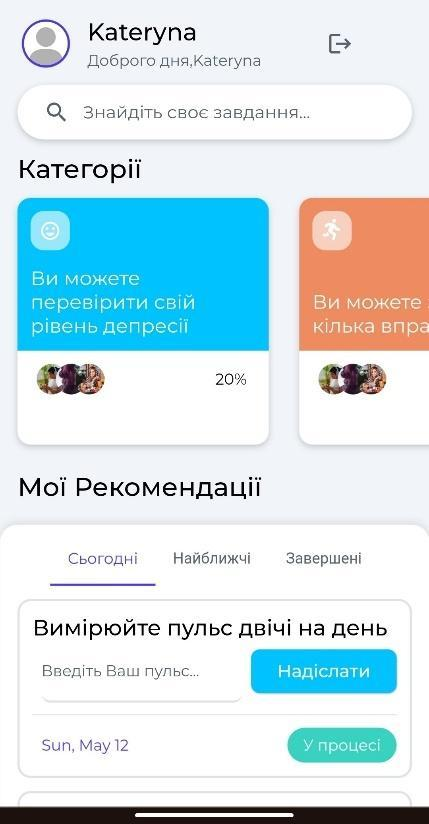 Kateryna
Доброго дня,Kateryna
Знайдіть своє завдання...
Категорії
Ви можете
перевірити свій
рівень депресії
20%
Ви можете
кілька впра
Мої Рекомендації
Сьогодні
Найближчі
Завершені
Вимірюйте пульс двічі на день
Введіть Ваш пульс...
Надіслати
Sun, May 12
У процесі